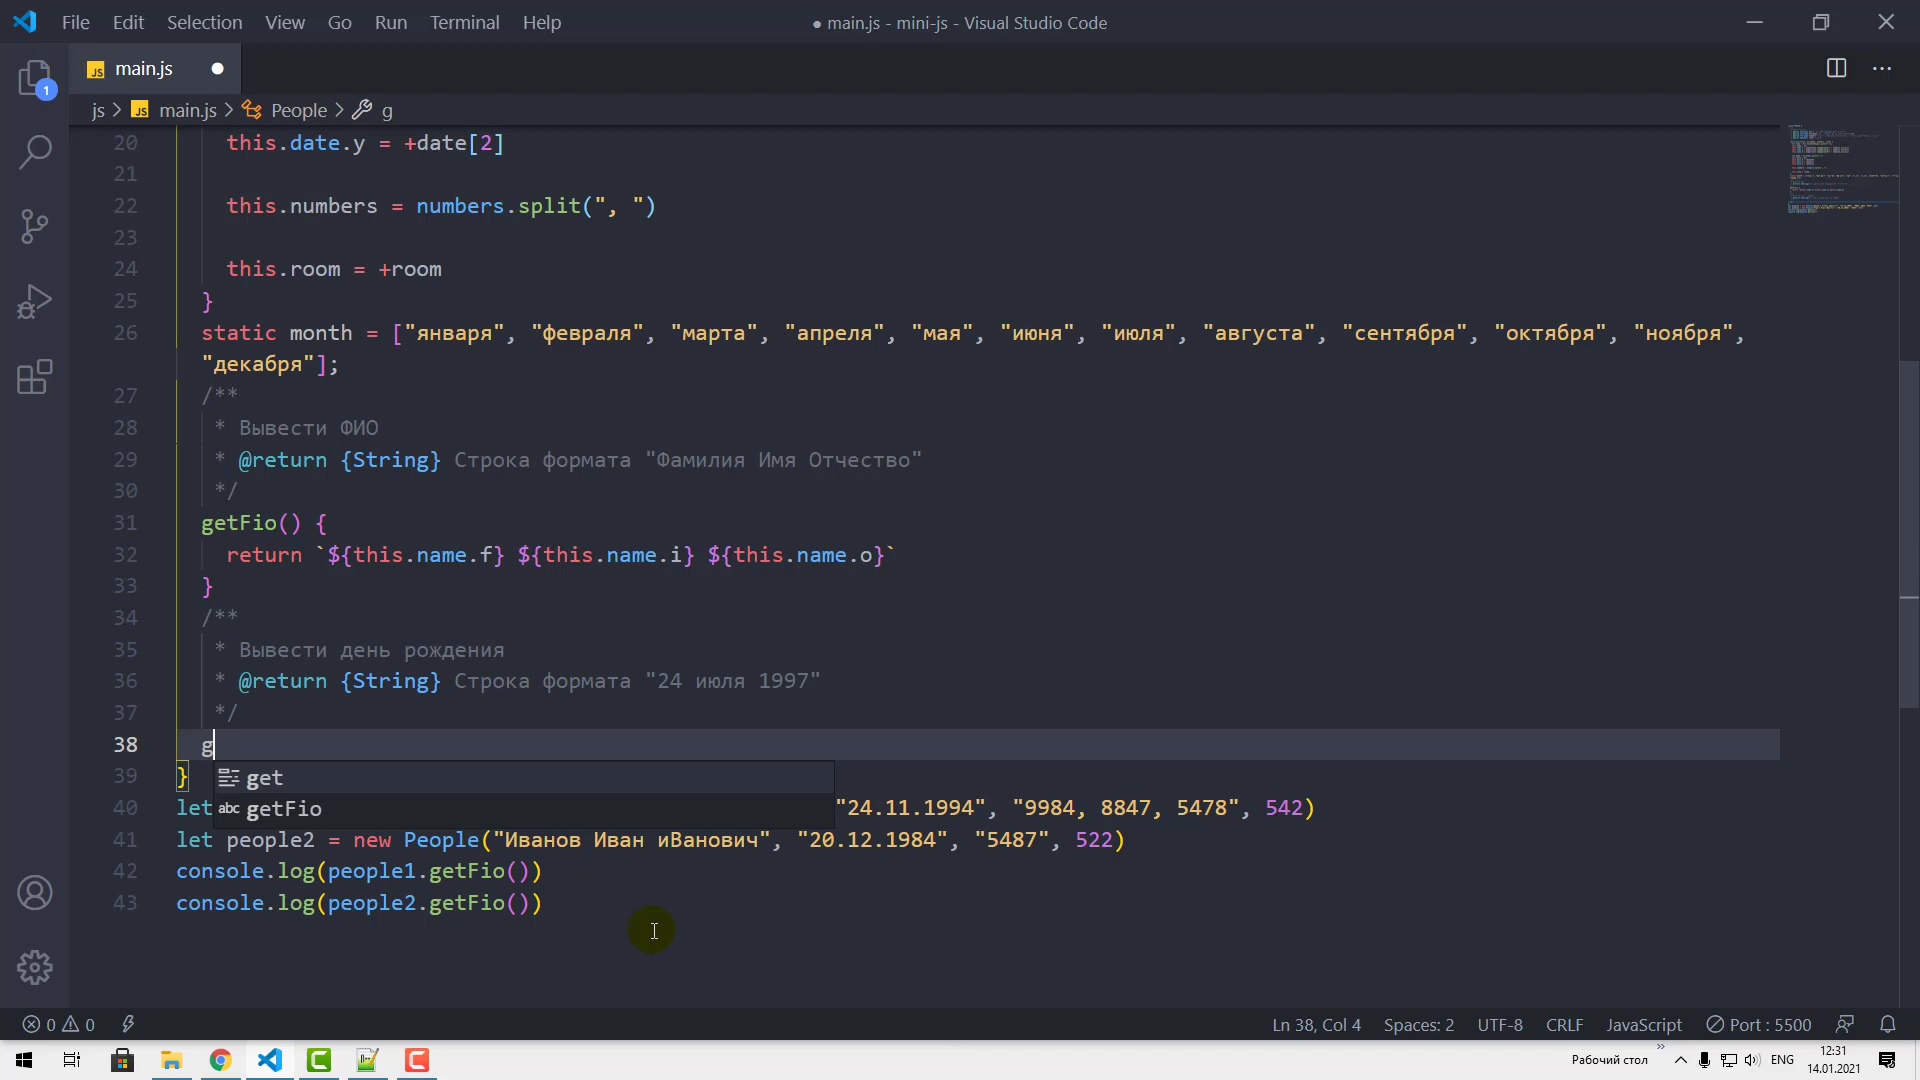 File Edit Selection View Go Run Terminal Help
● main.js - mini-js - Visual Studio Code
JS main.js ●
1
js > JS main.js > People > g
20 this.date.y = +date[2]
21
22 this.numbers = numbers.split(", ")
23
24 this.room = +room
25 }
26 static month = ["января", "февраля", "марта", "апреля", "мая", "июня", "июля", "августа", "сентября", "октября", "ноября",
"декабря"];
27 /**
28 * Вывести ФИО
29 * @return {String} Строка формата "Фамилия Имя Отчество"
30 */
31 getFio() {
32 return `${this.name.f} ${this.name.i} ${this.name.o}`
33 }
34 /**
35 * Вывести день рождения
36 * @return {String} Строка формата "24 июля 1997"
37 */
38 g
39 }
get
40 let
abc getFio
"24.11.1994", "9984, 8847, 5478", 542)
41 let people2 = new People("Иванов Иван иВанович", "20.12.1984", "5487", 522)
42 console.log(people1.getFio())
43 console.log(people2.getFio())
0 0
Ln 38, Col 4 Spaces: 2 UTF-8 CRLF JavaScript Port : 5500
Рабочий стол » ENG 12:31
14.01.2021